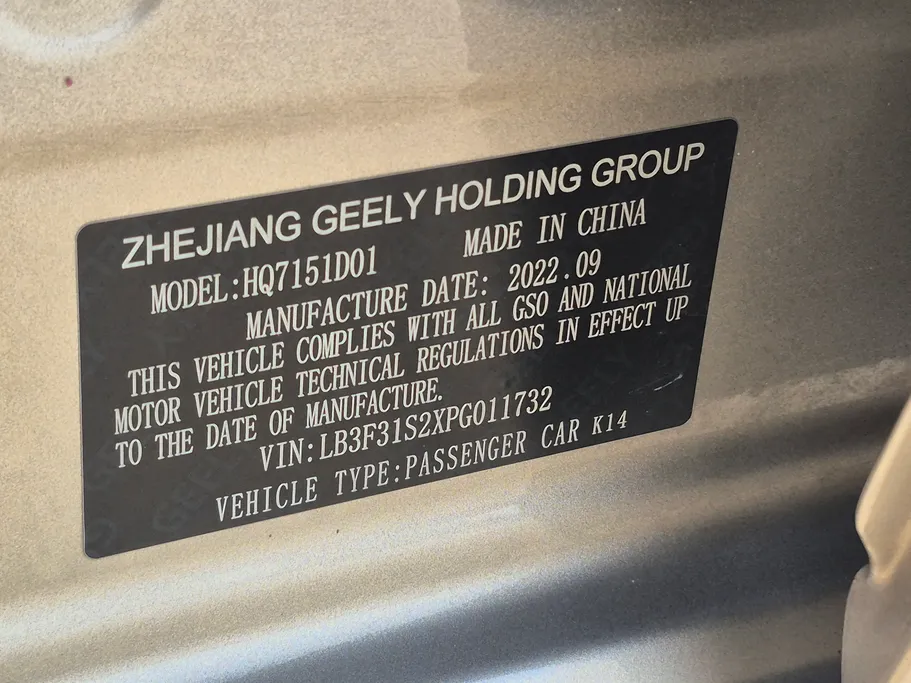 ZHEJIANG GEELY HOLDING GROUP
MODEL:HQ7151D01 MADE IN CHINA
MANUFACTURE DATE: 2022.09
THIS VEHICLE COMPLIES WITH ALL GSO AND NATIONAL
MOTOR VEHICLE TECHNICAL REGULATIONS IN EFFECT UP
TO THE DATE OF MANUFACTURE.
VIN:LB3F31S2XPG011732
VEHICLE TYPE:PASSENGER CAR K14